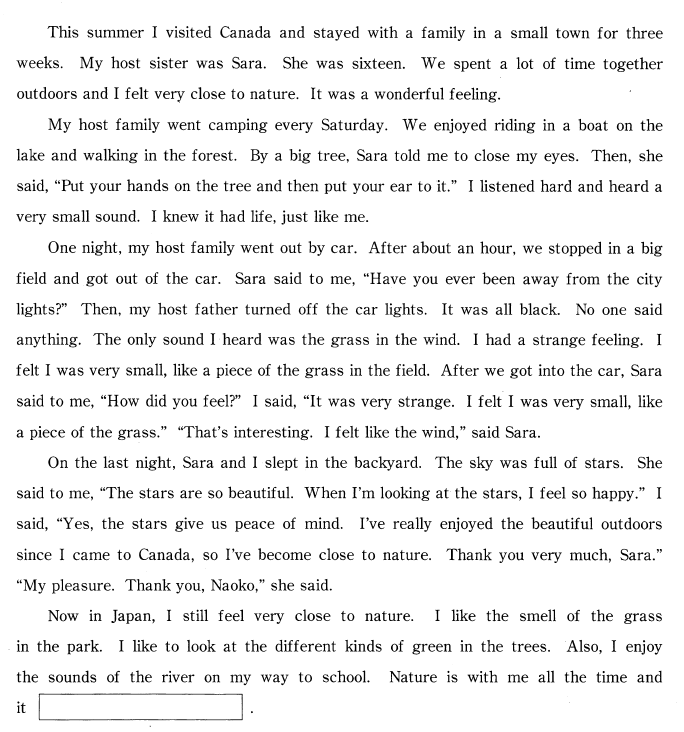 This summer I visited Canada and stayed with a family in a small town for three
weeks. My host sister was Sara. She was sixteen. We spent a lot of time together
outdoors and I felt very close to nature. It was a wonderful feeling.
My host family went camping every Saturday. We enjoyed riding in a boat on the
lake and walking in the forest. By a big tree, Sara told me to close my eyes. Then, she
said, “Put your hands on the tree and then put your ear to it.” I listened hard and heard a
very small sound. I knew it had life, just like me.
One night, my host family went out by car. After about an hour, we stopped in a big
field and got out of the car. Sara said to me, “Have you ever been away from the city
lights?” Then, my host father turned off the car lights. It was all black. No one said
anything. The only sound I heard was the grass in the wind. I had a strange feeling. I
felt I was very small, like a piece of the grass in the field. After we got into the car, Sara
said to me, “How did you feel?” I said, “It was very strange. I felt I was very small, like
a piece of the grass.” “That’s interesting. I felt like the wind,” said Sara.
On the last night, Sara and I slept in the backyard. The sky was full of stars. She
said to me, “The stars are so beautiful. When I’m looking at the stars, I feel so happy.” I
said, “Yes, the stars give us peace of mind. I’ve really enjoyed the beautiful outdoors
since I came to Canada, so I’ve become close to nature. Thank you very much, Sara.”
“My pleasure. Thank you, Naoko,” she said.
Now in Japan, I still feel very close to nature. I like the smell of the grass
in the park. I like to look at the different kinds of green in the trees. Also, I enjoy
the sounds of the river on my way to school. Nature is with me all the time and
it .